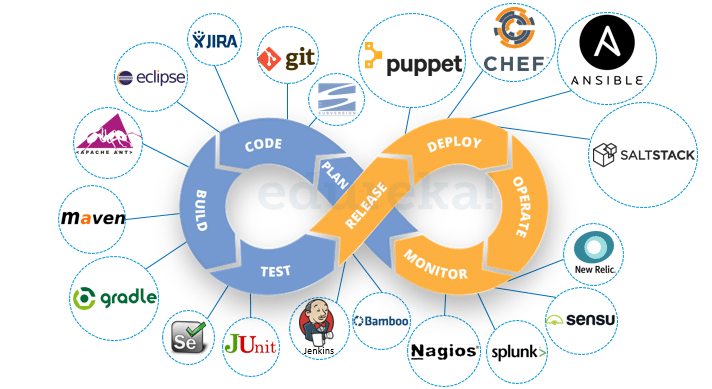 JIRA
git
eclipse
SUBVERSION
puppet
CHEF
ANSIBLE
SALTSTACK
<APACHE ANT>
maven
gradle
CODE
PLAN
BUILD
TEST
RELEASE
DEPLOY
OPERATE
MONITOR
edureka!
New Relic.
sensu
splunk>
Nagios®
Bamboo
Jenkins
JUnit
Se